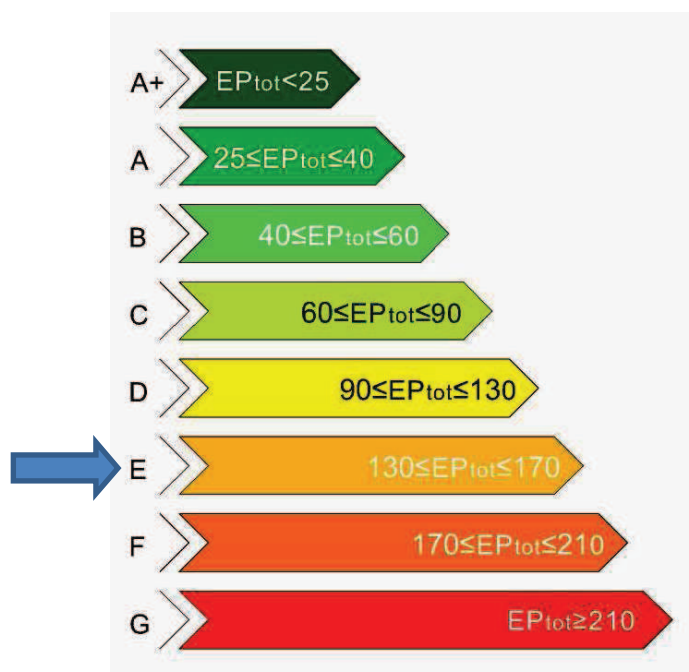 A+ EPtot<25
A 25≤EPtot≤40
B 40≤EPtot≤60
C 60≤EPtot≤90
D 90≤EPtot≤130
E 130≤EPtot≤170
F 170≤EPtot≤210
G EPtot≥210